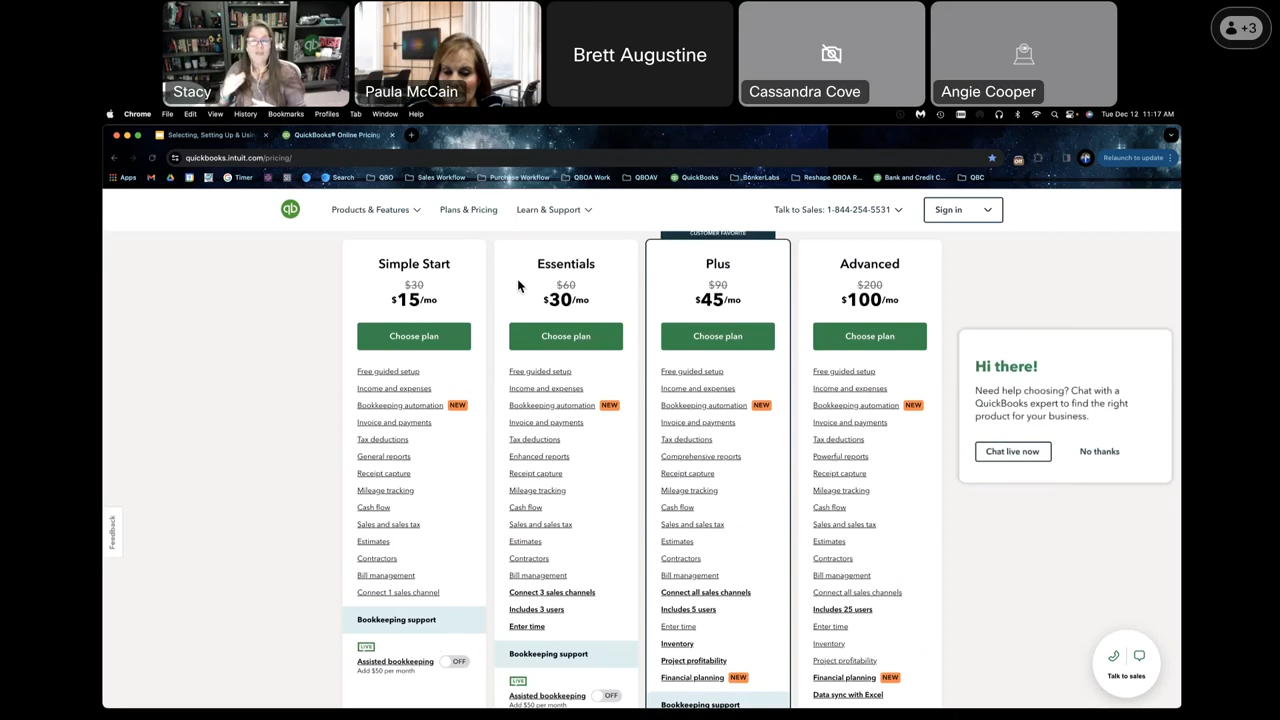 Stacy
Paula McCain
Brett Augustine
Cassandra Cove
Angie Cooper
+3
Chrome File Edit View History Bookmarks Profiles Tab Window Help
Tue Dec 12 11:17 AM
Selecting, Setting Up & Usin
QuickBooks® Online Pricing
quickbooks.intuit.com/pricing/
Relaunch to update
Apps
Timer
Search
QBO
Sales Workflow
Purchase Workflow
QBOA Work
QBOAV
QuickBooks
BonkerLabs
Reshape QBOA R...
Bank and Credit C...
QBC
qb
Products & Features
Plans & Pricing
Learn & Support
Talk to Sales: 1-844-254-5531
Sign in
CUSTOMER FAVORITE
Simple Start
$30
$15/mo
Choose plan
Free guided setup
Income and expenses
Bookkeeping automation NEW
Invoice and payments
Tax deductions
General reports
Receipt capture
Mileage tracking
Cash flow
Sales and sales tax
Estimates
Contractors
Bill management
Connect 1 sales channel
Bookkeeping support
LIVE
Assisted bookkeeping OFF
Add $50 per month
Essentials
$60
$30/mo
Choose plan
Free guided setup
Income and expenses
Bookkeeping automation NEW
Invoice and payments
Tax deductions
Enhanced reports
Receipt capture
Mileage tracking
Cash flow
Sales and sales tax
Estimates
Contractors
Bill management
Connect 3 sales channels
Includes 3 users
Enter time
Bookkeeping support
LIVE
Assisted bookkeeping OFF
Add $50 per month
Plus
$90
$45/mo
Choose plan
Free guided setup
Income and expenses
Bookkeeping automation NEW
Invoice and payments
Tax deductions
Comprehensive reports
Receipt capture
Mileage tracking
Cash flow
Sales and sales tax
Estimates
Contractors
Bill management
Connect all sales channels
Includes 5 users
Enter time
Inventory
Project profitability
Financial planning NEW
Bookkeeping support
Advanced
$200
$100/mo
Choose plan
Free guided setup
Income and expenses
Bookkeeping automation NEW
Invoice and payments
Tax deductions
Powerful reports
Receipt capture
Mileage tracking
Cash flow
Sales and sales tax
Estimates
Contractors
Bill management
Connect all sales channels
Includes 25 users
Enter time
Inventory
Project profitability
Financial planning NEW
Data sync with Excel
Hi there!
Need help choosing? Chat with a
QuickBooks expert to find the right
product for your business.
Chat live now
No thanks
Talk to sales
Feedback